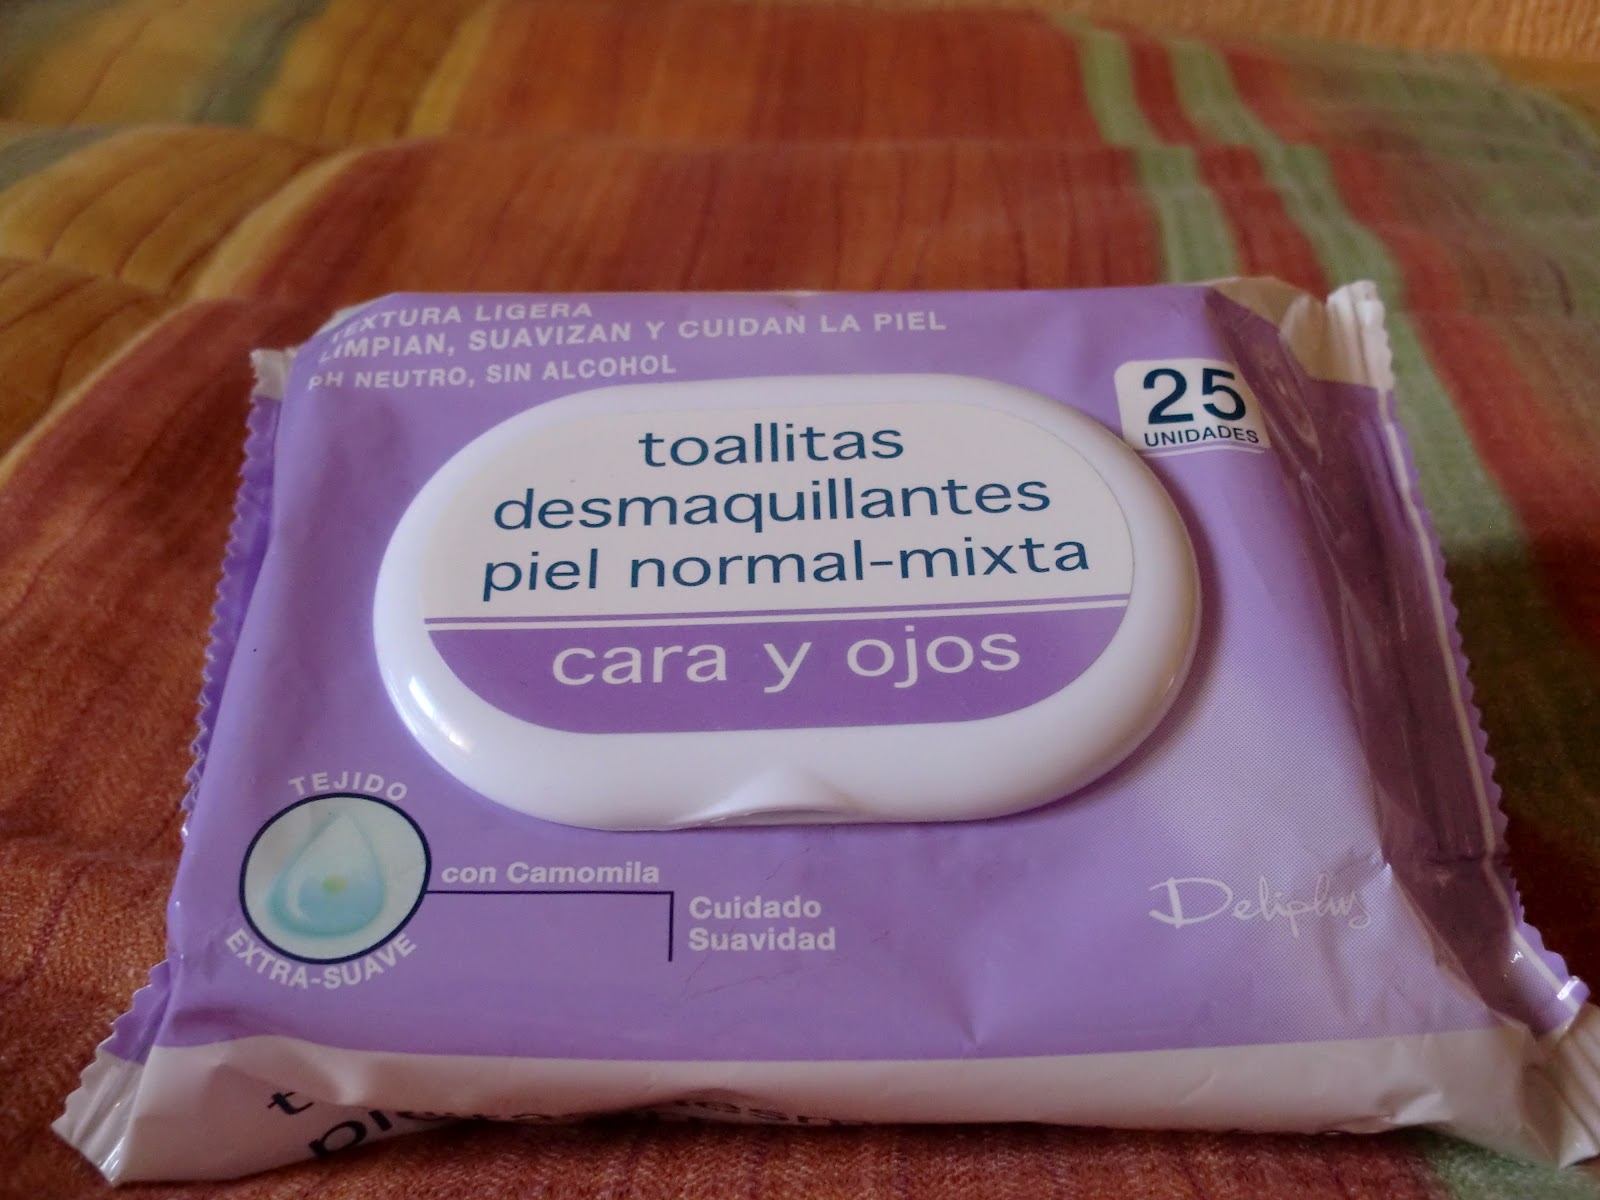 TEXTURA LIGERA
LIMPIAN, SUAVIZAN Y CUIDAN LA PIEL
PH NEUTRO, SIN ALCOHOL
25
UNIDADES
toallitas
desmaquillantes
piel normal-mixta
cara y ojos
TEJIDO
EXTRA-SUAVE
con Camomila
Cuidado
Suavidad
Deliplus